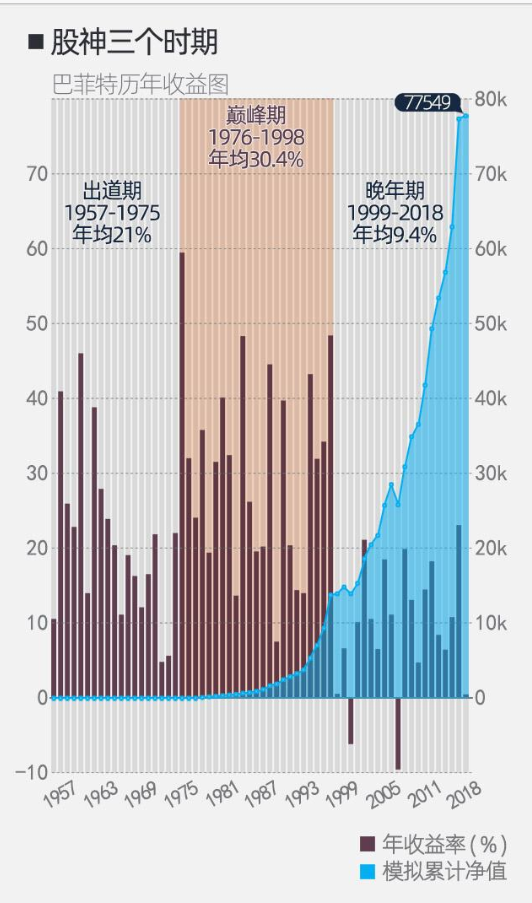 ■ 股神三个时期
巴菲特历年收益图
77549
80k
巅峰期
1976-1998
年均30.4%
70
70k
出道期
1957-1975
年均21%
晚年期
1999-2018
年均9.4%
60
60k
50
50k
40
40k
30
30k
20
20k
10
10k
0
0
-10
1957
1963
1969
1975
1981
1987
1993
1999
2005
2011
2018
年收益率(%)
模拟累计净值